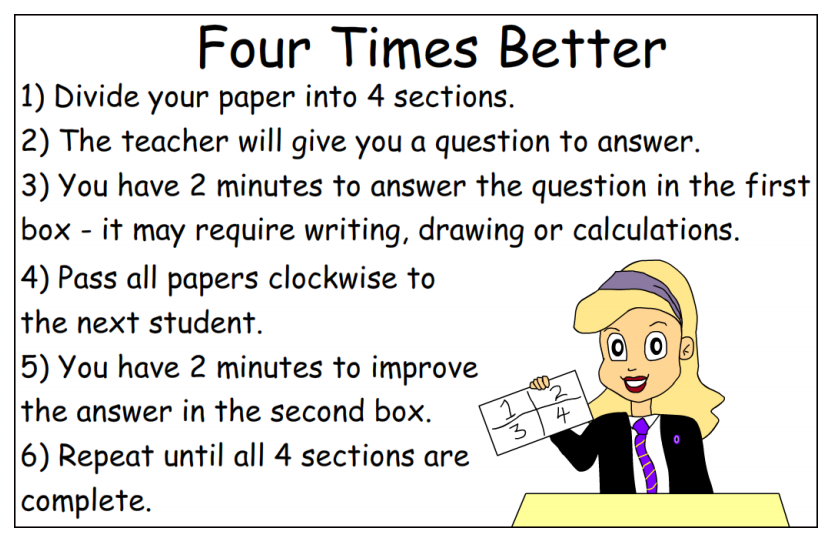 Four Times Better
1) Divide your paper into 4 sections.
2) The teacher will give you a question to answer.
3) You have 2 minutes to answer the question in the first
box - it may require writing, drawing or calculations.
4) Pass all papers clockwise to
the next student.
5) You have 2 minutes to improve
the answer in the second box.
6) Repeat until all 4 sections are
complete.
1 2
3 4